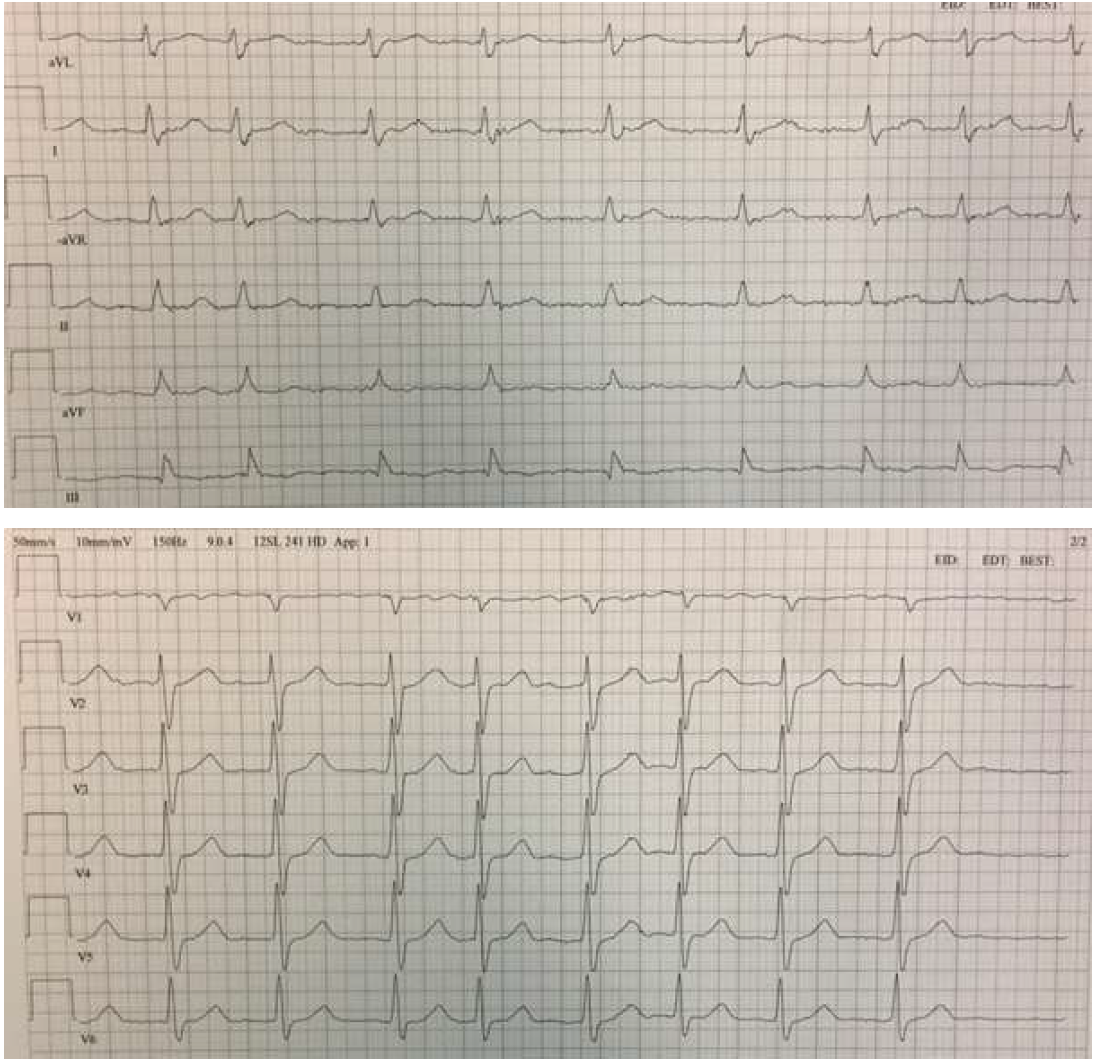 EID: EDT: BEST:
aVL
I
-aVR
II
aVF
III
50mm/s 10mm/mV 150Hz 9.0.4 12SL 241 HD App: 1 2/2
EID: EDT: BEST:
V1
V2
V3
V4
V5
V6